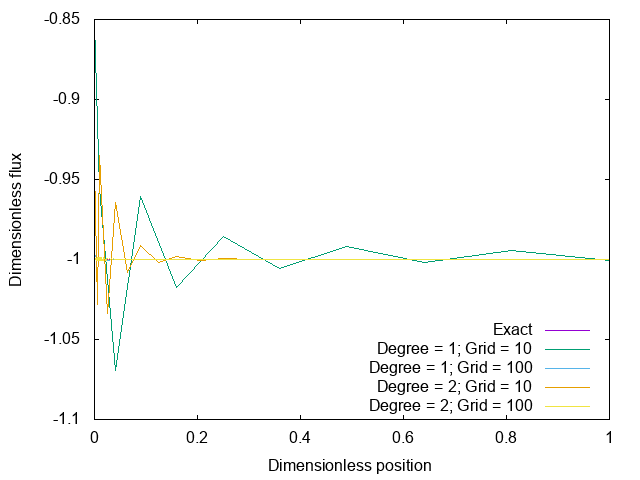 -0.85
-0.9
-0.95
-1
-1.05
-1.1
0
0.2
0.4
0.6
0.8
1
Dimensionless flux
Dimensionless position
Exact
Degree = 1; Grid = 10
Degree = 1; Grid = 100
Degree = 2; Grid = 10
Degree = 2; Grid = 100